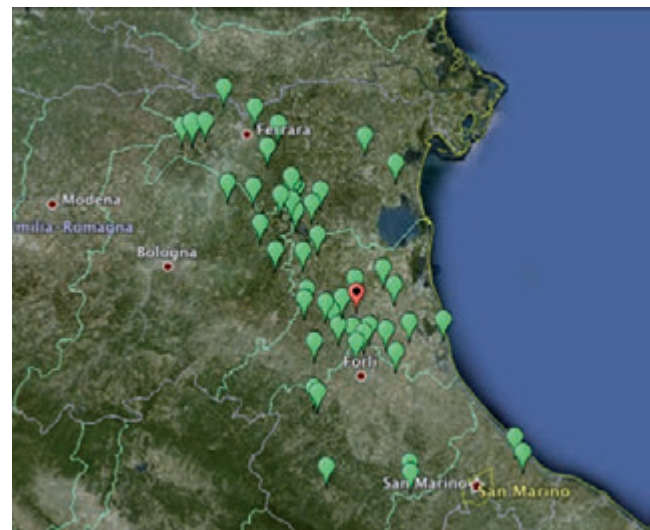 Ferrara
Modena
milia-Romagna
Bologna
Forlì
San Marino
San Marino